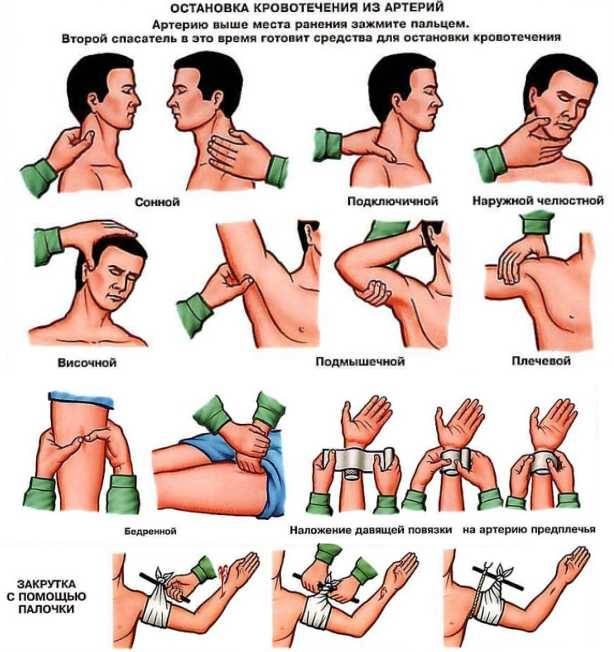 ОСТАНОВКА КРОВОТЕЧЕНИЯ ИЗ АРТЕРИЙ
Артерию выше места ранения зажмите пальцем.
Второй спасатель в это время готовит средства для остановки кровотечения
Сонной
Подключичной
Наружной челюстной
Височной
Подмышечной
Плечевой
Бедренной
Наложение давящей повязки на артерию предплечья
ЗАКРУТКА
С ПОМОЩЬЮ
ПАЛОЧКИ